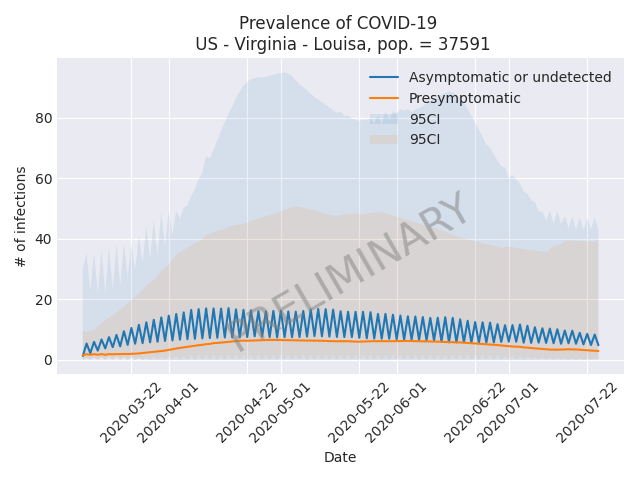 Prevalence of COVID-19
US - Virginia - Louisa, pop. = 37591
Asymptomatic or undetected
Presymptomatic
95CI
95CI
# of infections
80
60
40
20
0
PRELIMINARY
2020-03-22
2020-04-01
2020-04-22
2020-05-01
2020-05-22
2020-06-01
2020-06-22
2020-07-01
2020-07-22
Date